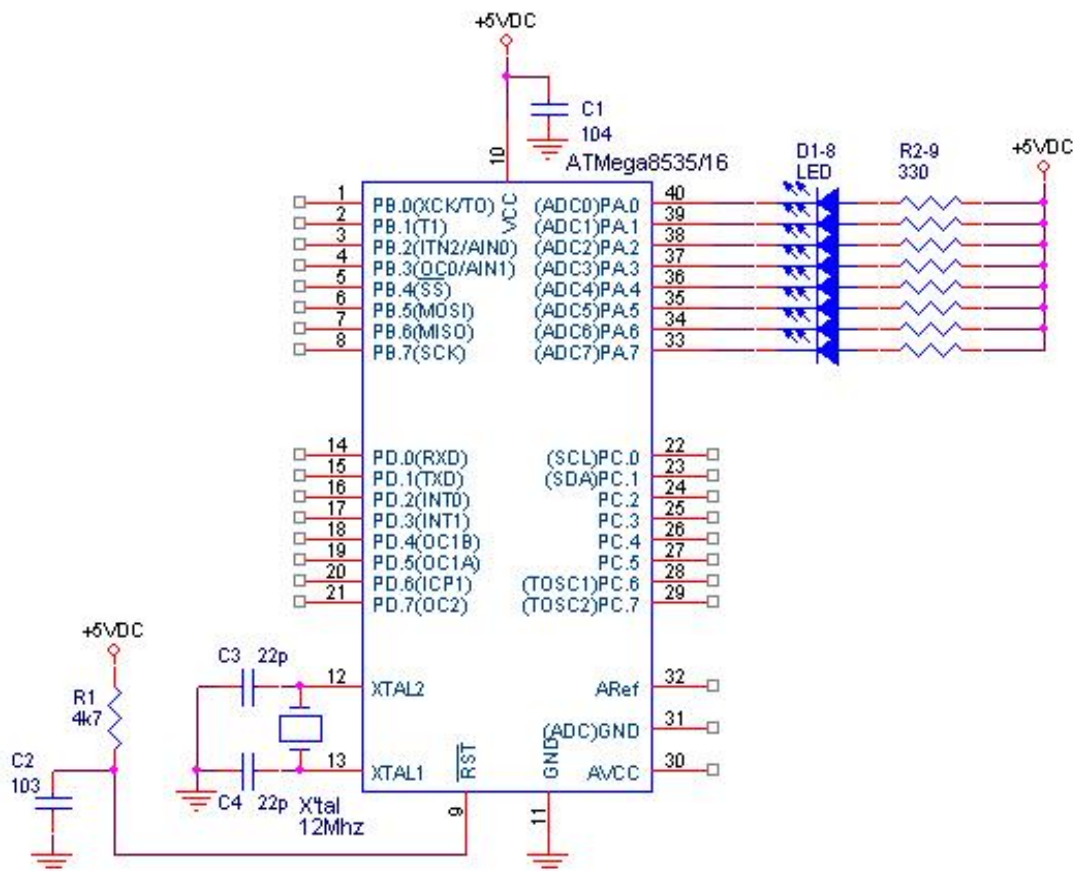 +5VDC
C1
104
ATMega8535/16
10
VCC
D1-8
LED
R2-9
330
+5VDC
1 PB.0(XCK/TO) (ADC0)PA.0 40
2 PB.1(T1) (ADC1)PA.1 39
3 PB.2(ITN2/AIN0) (ADC2)PA.2 38
4 PB.3(OC0/AIN1) (ADC3)PA.3 37
5 PB.4(SS) (ADC4)PA.4 36
6 PB.5(MOSI) (ADC5)PA.5 35
7 PB.6(MISO) (ADC6)PA.6 34
8 PB.7(SCK) (ADC7)PA.7 33
14 PD.0(RXD) (SCL)PC.0 22
15 PD.1(TXD) (SDA)PC.1 23
16 PD.2(INT0) PC.2 24
17 PD.3(INT1) PC.3 25
18 PD.4(OC1B) PC.4 26
19 PD.5(OC1A) PC.5 27
20 PD.6(ICP1) (TOSC1)PC.6 28
21 PD.7(OC2) (TOSC2)PC.7 29
+5VDC
R1
4k7
C2
103
C3 22p
12 XTAL2 ARef 32
(ADC)GND 31
13 XTAL1 RST GND AVCC 30
C4 22p
X'tal
12Mhz
9
11